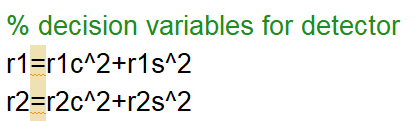 % decision variables for detector
r1=r1c^2+r1s^2
r2=r2c^2+r2s^2